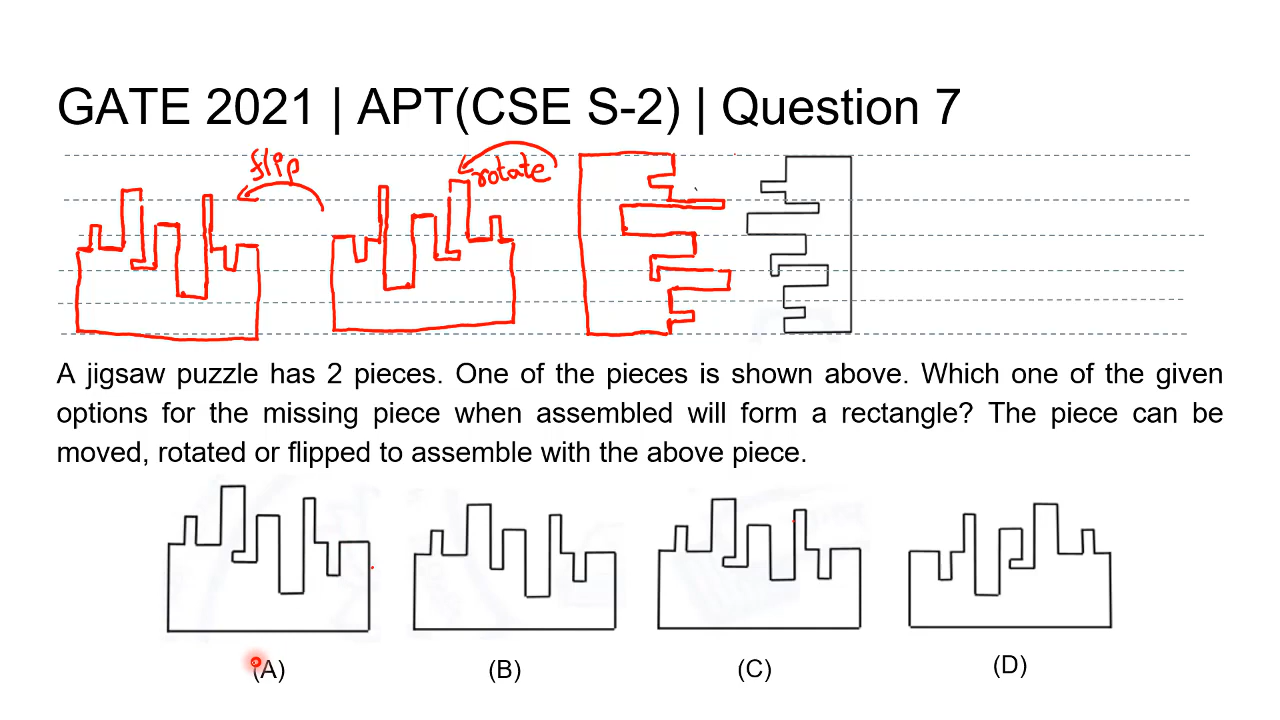 GATE 2021 | APT(CSE S-2) | Question 7
flip
rotate
A jigsaw puzzle has 2 pieces. One of the pieces is shown above. Which one of the given
options for the missing piece when assembled will form a rectangle? The piece can be
moved, rotated or flipped to assemble with the above piece.
(A) (B) (C) (D)